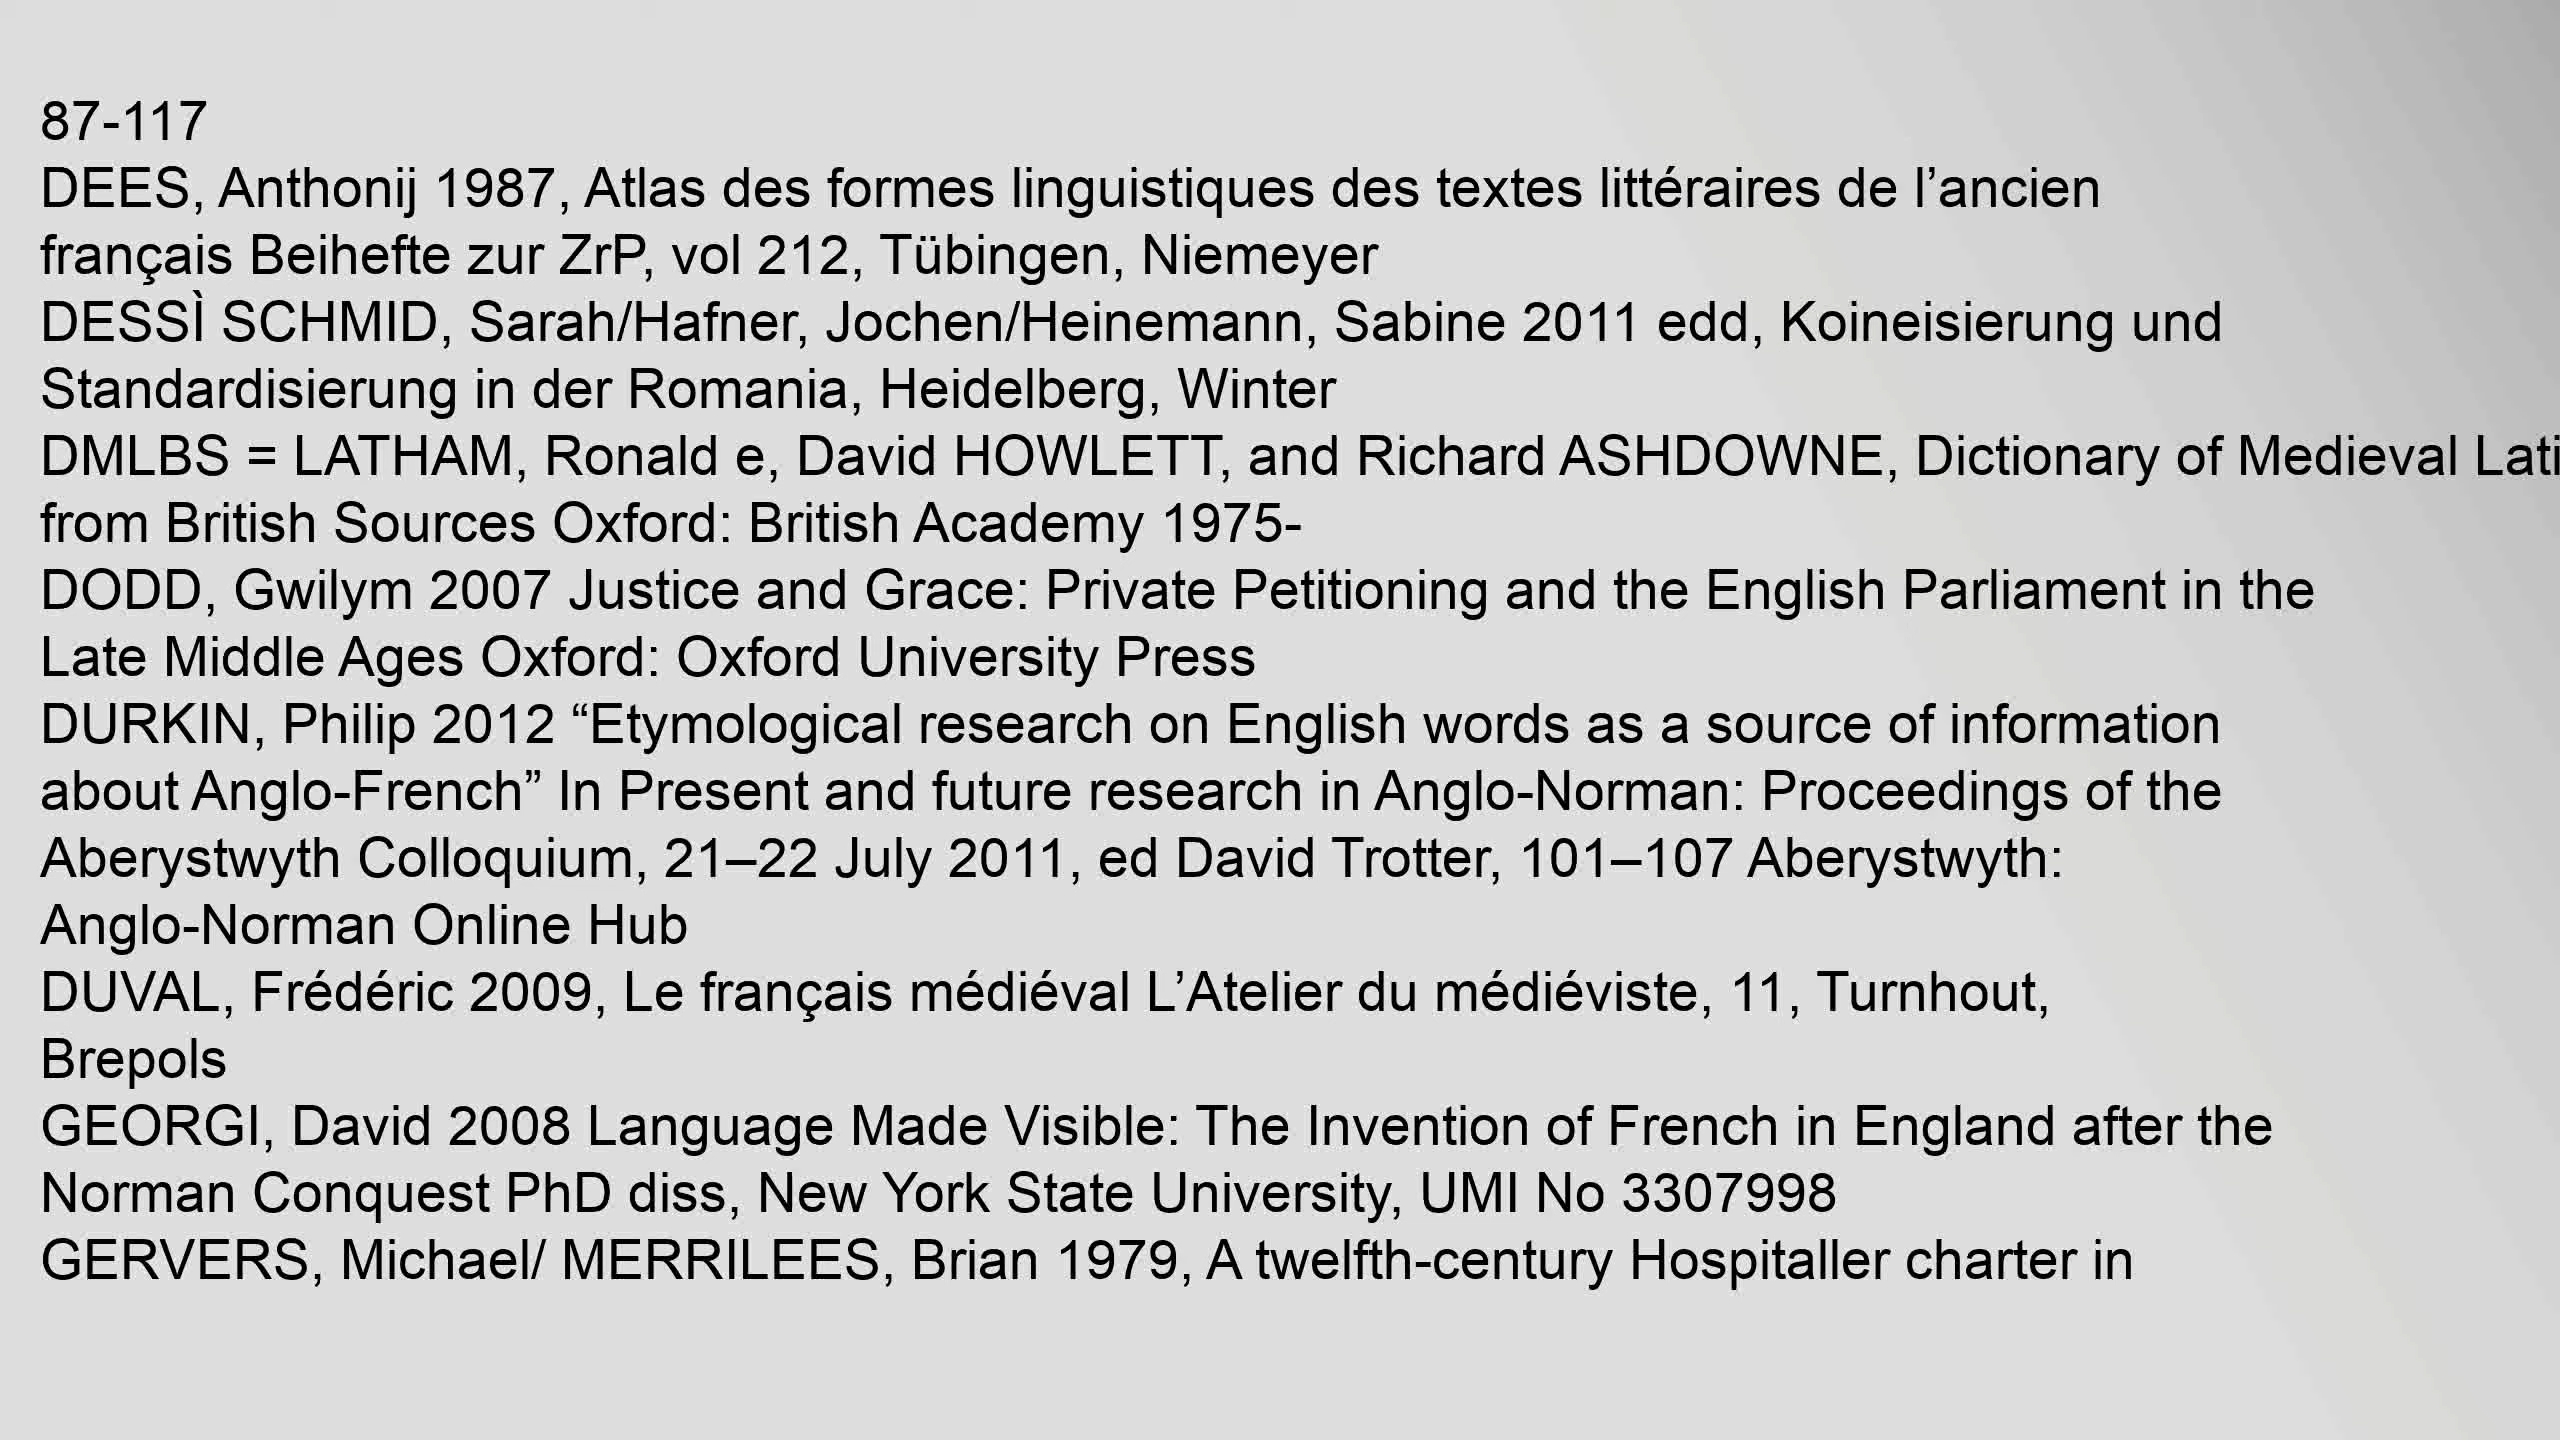 87-117
DEES, Anthonij 1987, Atlas des formes linguistiques des textes littéraires de l’ancien
français Beihefte zur ZrP, vol 212, Tübingen, Niemeyer
DESSÌ SCHMID, Sarah/Hafner, Jochen/Heinemann, Sabine 2011 edd, Koineisierung und
Standardisierung in der Romania, Heidelberg, Winter
DMLBS = LATHAM, Ronald e, David HOWLETT, and Richard ASHDOWNE, Dictionary of Medieval Lati
from British Sources Oxford: British Academy 1975-
DODD, Gwilym 2007 Justice and Grace: Private Petitioning and the English Parliament in the
Late Middle Ages Oxford: Oxford University Press
DURKIN, Philip 2012 “Etymological research on English words as a source of information
about Anglo-French” In Present and future research in Anglo-Norman: Proceedings of the
Aberystwyth Colloquium, 21–22 July 2011, ed David Trotter, 101–107 Aberystwyth:
Anglo-Norman Online Hub
DUVAL, Frédéric 2009, Le français médiéval L’Atelier du médiéviste, 11, Turnhout,
Brepols
GEORGI, David 2008 Language Made Visible: The Invention of French in England after the
Norman Conquest PhD diss, New York State University, UMI No 3307998
GERVERS, Michael/ MERRILEES, Brian 1979, A twelfth-century Hospitaller charter in